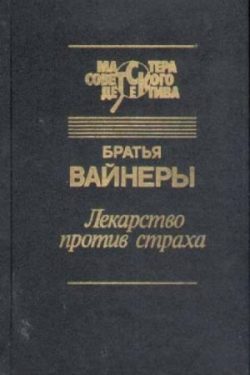 МАСТЕРА
СОВЕТСКОГО
ДЕТЕКТИВА
БРАТЬЯ
ВАЙНЕРЫ
Лекарство
против страха